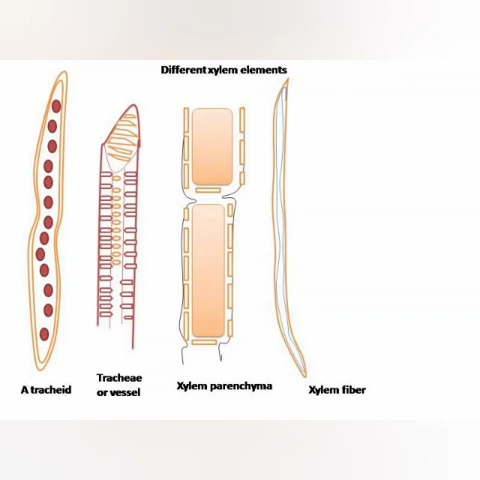 Different xylem elements
A tracheid
Tracheae
or vessel
Xylem parenchyma
Xylem fiber